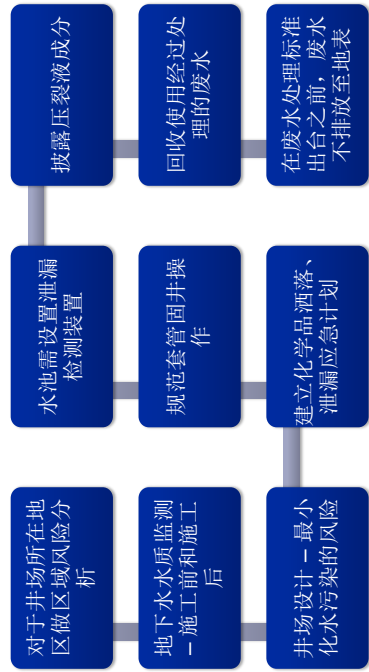 对于井场所在地
区做区域风险分
析
地下水水质监测
– 施工前和施工
后
井场设计 – 最小
化水污染的风险
建立化学品洒落、
泄漏应急计划
规范套管固井操
作
水池需设置泄漏
检测装置
披露压裂液成分
回收使用经过处
理的废水
在废水处理标准
出台之前，废水
不排放至地表